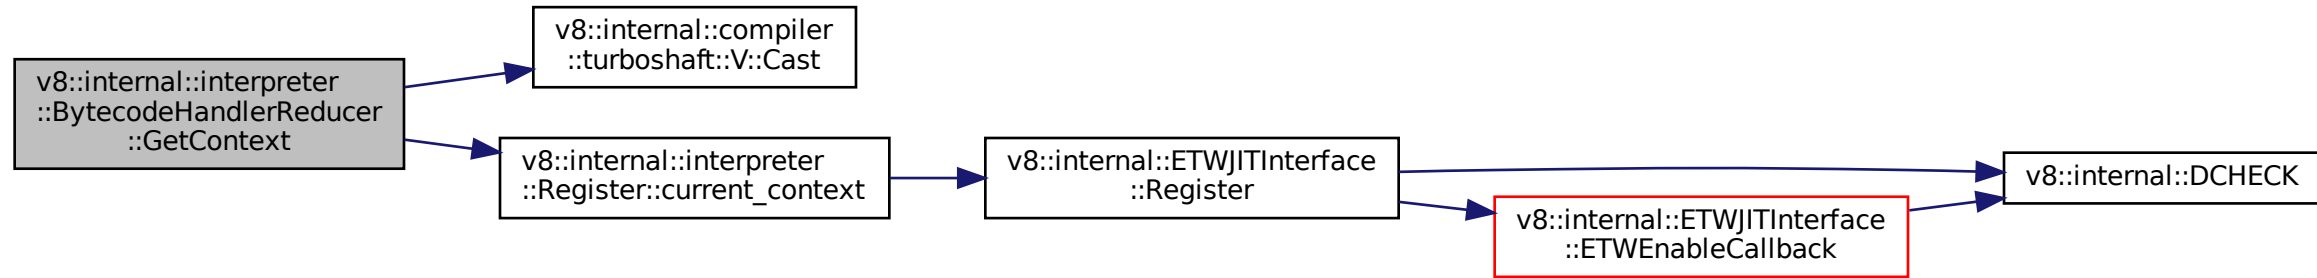 v8::internal::interpreter
::BytecodeHandlerReducer
::GetContext
v8::internal::compiler
::turboshaft::V::Cast
v8::internal::interpreter
::Register::current_context
v8::internal::ETWJITInterface
::Register
v8::internal::ETWJITInterface
::ETWEnableCallback
v8::internal::DCHECK